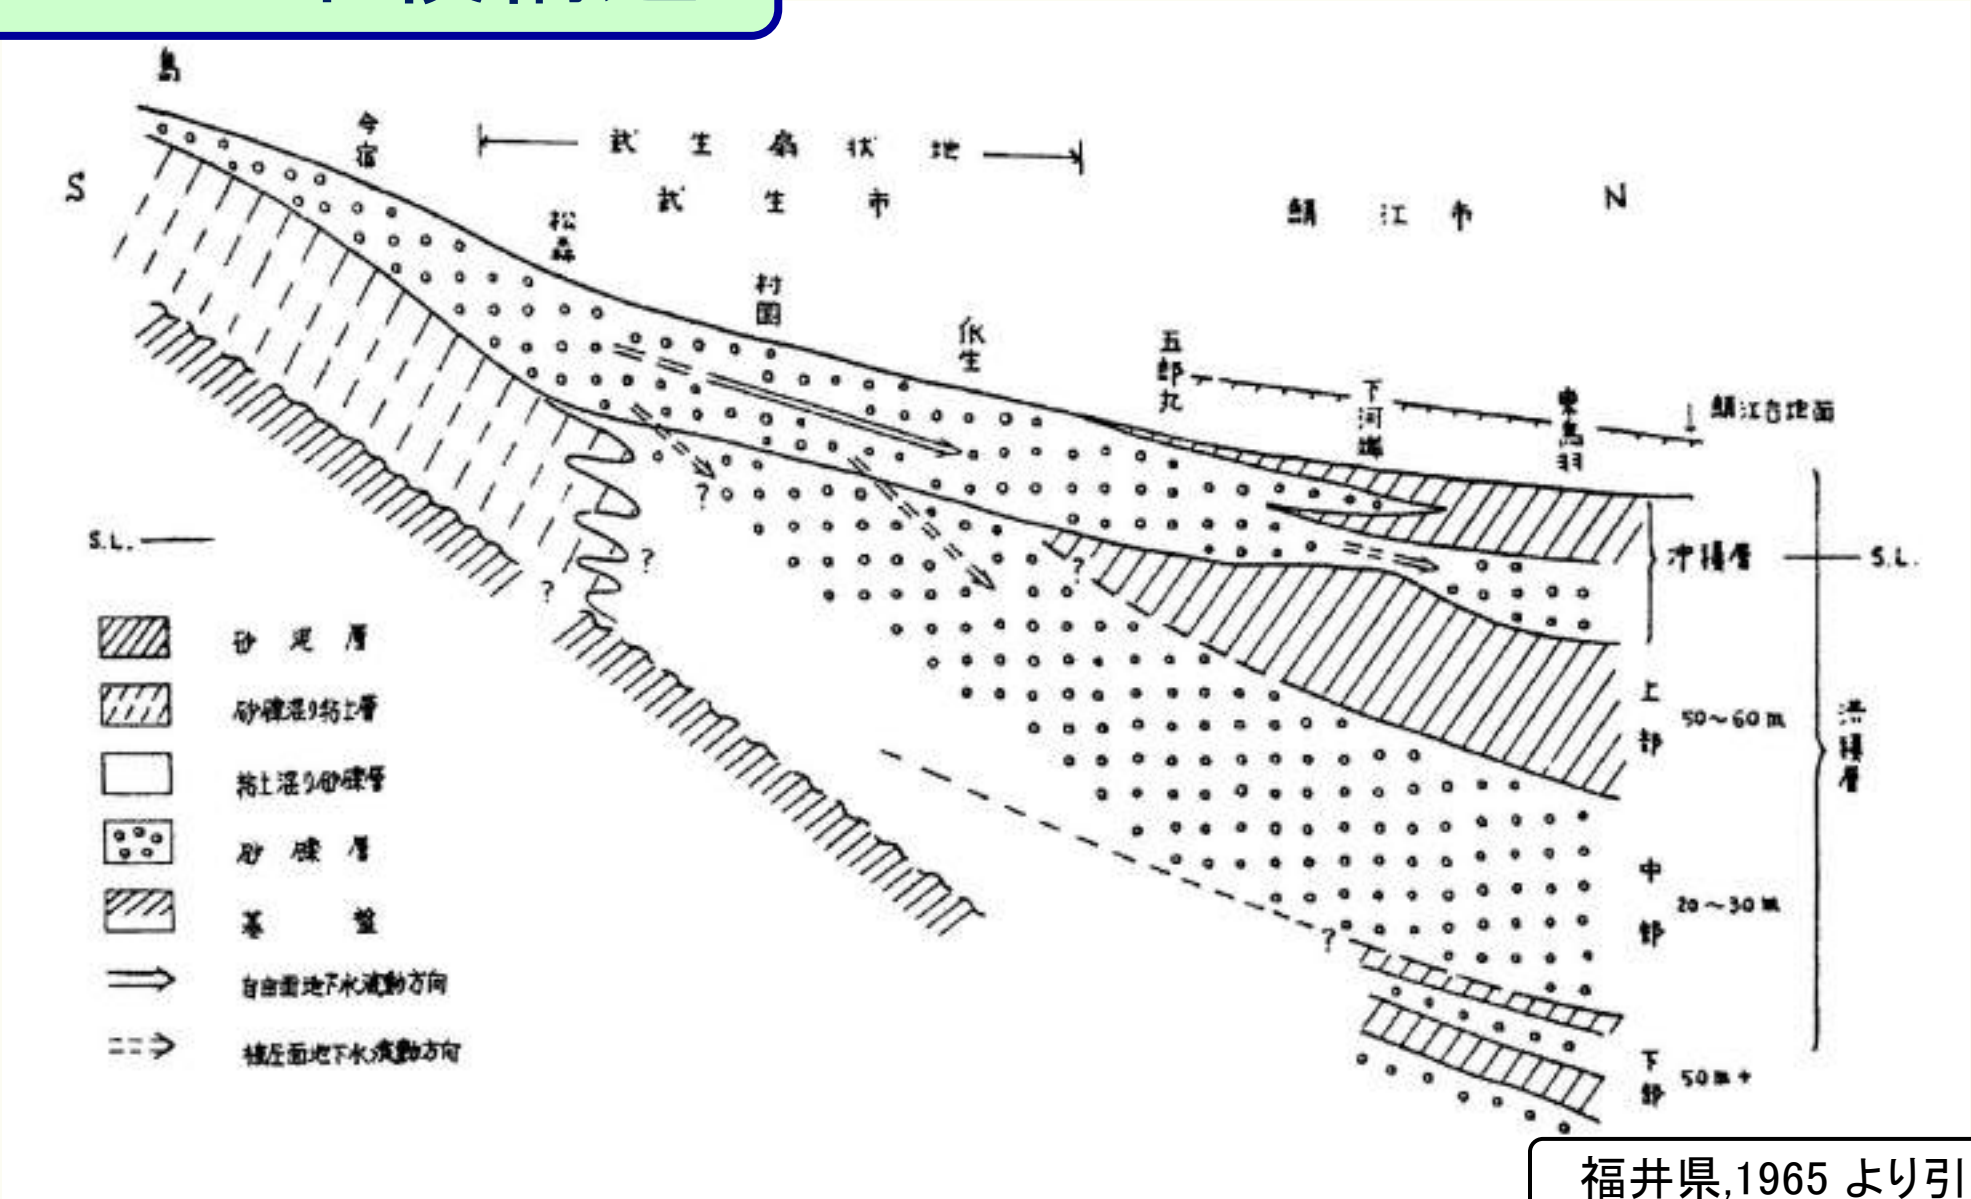 島
今宿
武生扇状地
S
武生市
松森
鯖江市
N
村国
五郎丸
下河端
東鳥羽
鯖江台地面
S.L.
沖積層
S.L.
?
?
?
?
?
砂泥層
砂礫混り粘土層
粘土混り砂礫層
砂礫層
基盤
自由面地下水流動方向
被圧面地下水流動方向
上部
50~60m
洪積層
中部
20~30m
下部
50m+
福井県,1965 より引